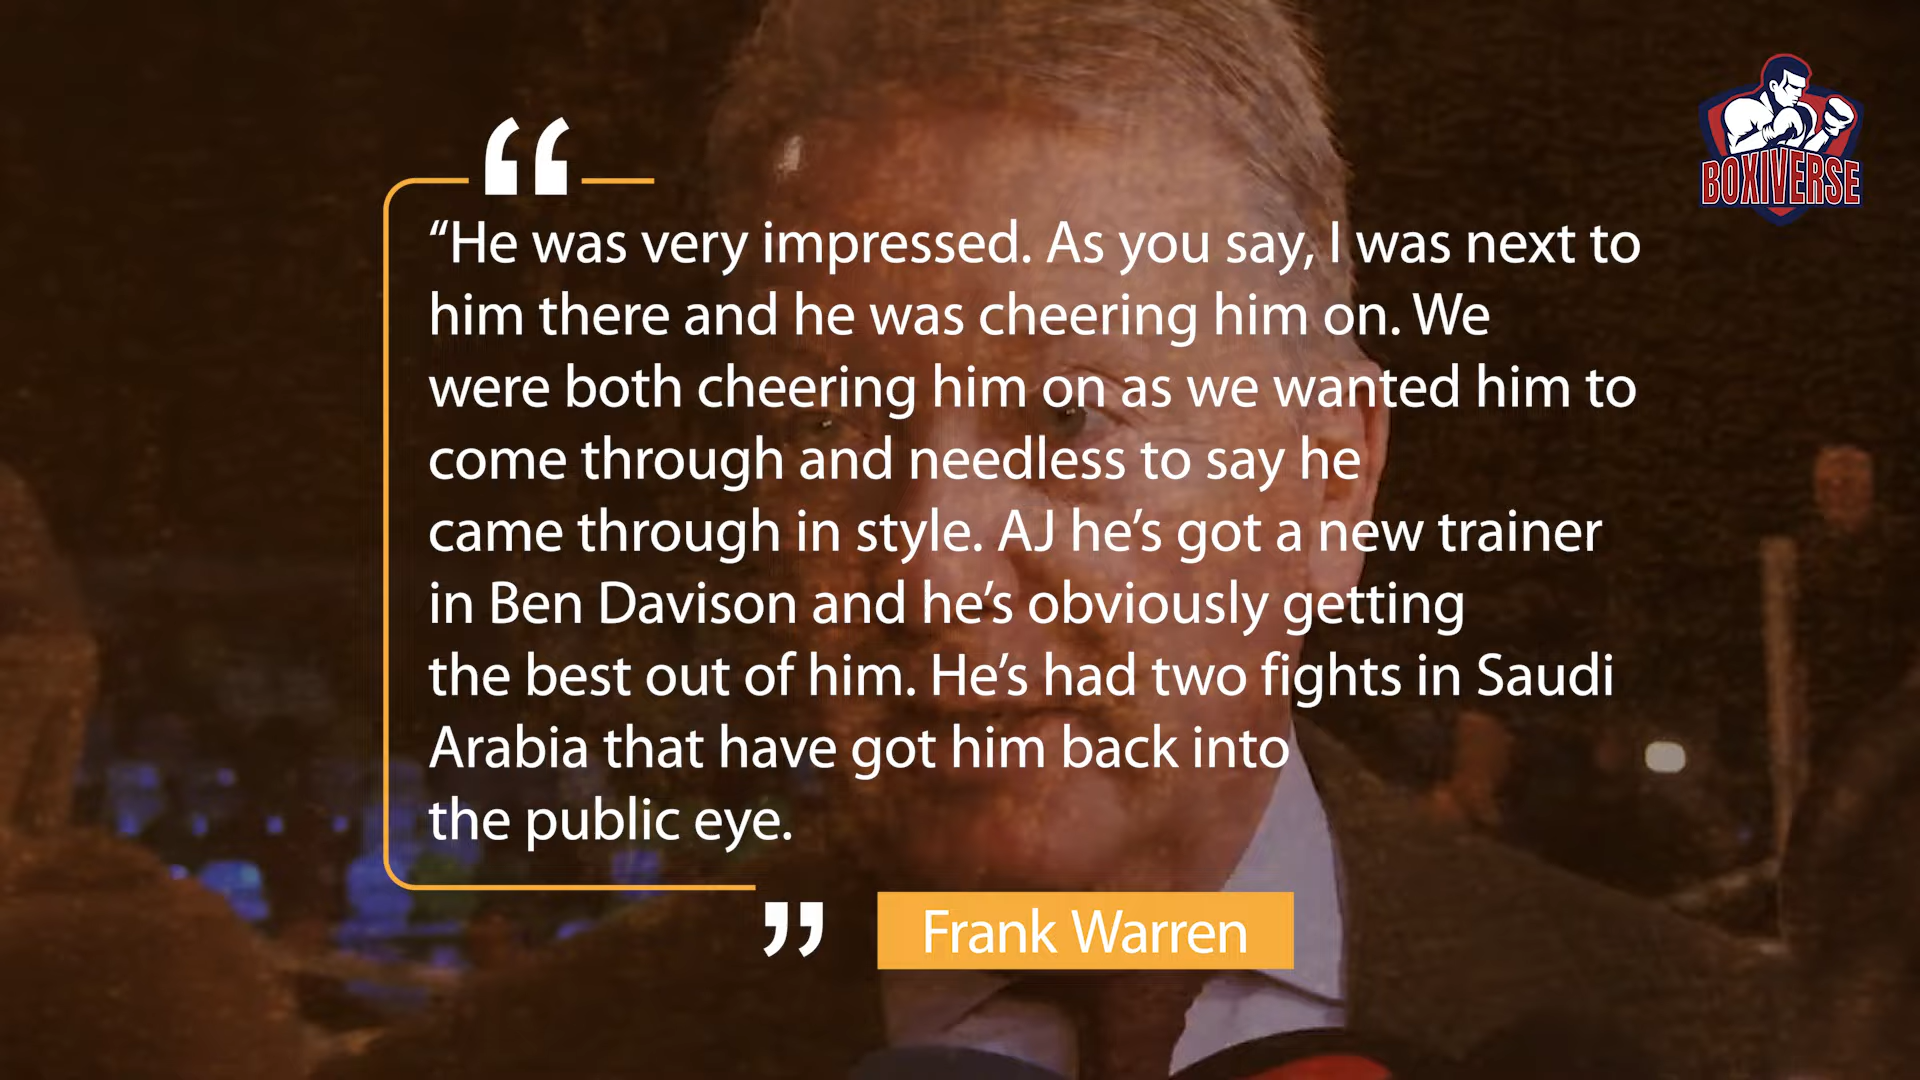 BOXIVERSE
“He was very impressed. As you say, I was next to
him there and he was cheering him on. We
were both cheering him on as we wanted him to
come through and needless to say he
came through in style. AJ he’s got a new trainer
in Ben Davison and he’s obviously getting
the best out of him. He’s had two fights in Saudi
Arabia that have got him back into
the public eye.
Frank Warren